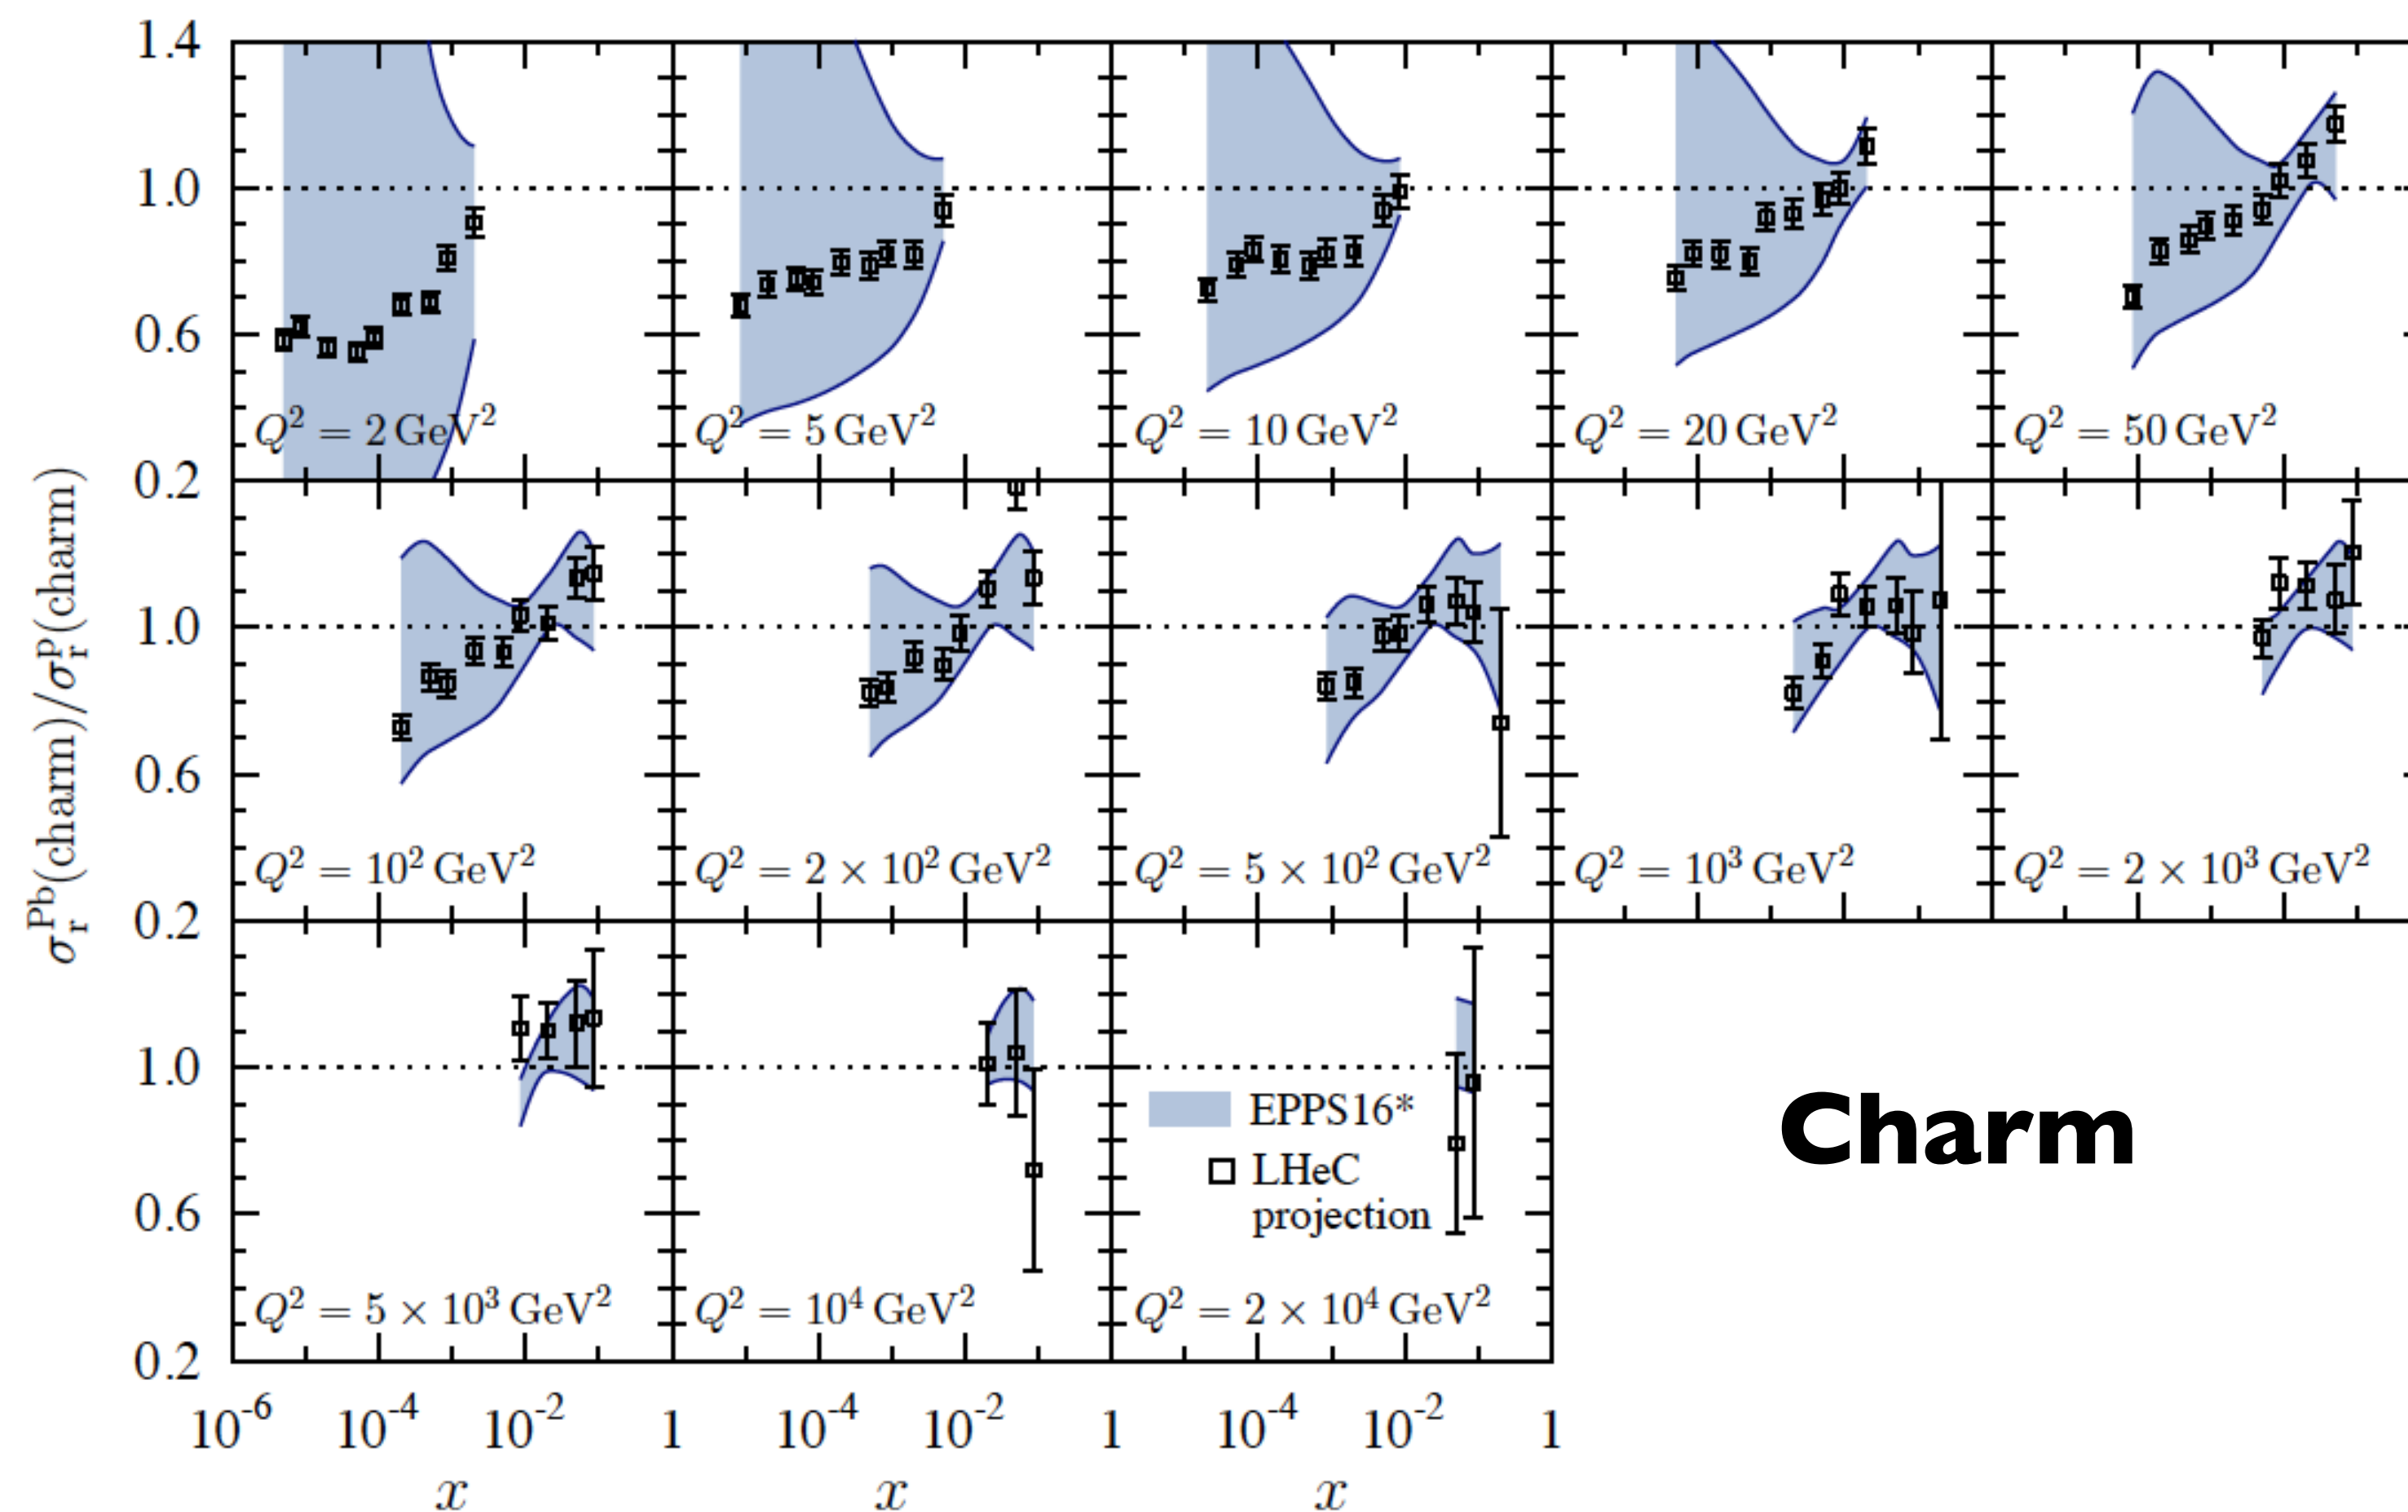 1.4
1.0
0.6
0.2
Q² = 2 GeV²
Q² = 5 GeV²
Q² = 10 GeV²
Q² = 20 GeV²
Q² = 50 GeV²
σ_r^Pb(charm)/σ_r^p(charm)
1.0
0.6
0.2
Q² = 10² GeV²
Q² = 2 × 10² GeV²
Q² = 5 × 10² GeV²
Q² = 10³ GeV²
Q² = 2 × 10³ GeV²
1.0
0.6
0.2
EPPS16*
LHeC
projection
Charm
Q² = 5 × 10³ GeV²
Q² = 10⁴ GeV²
Q² = 2 × 10⁴ GeV²
10⁻⁶ 10⁻⁴ 10⁻² 1 10⁻⁴ 10⁻² 1 10⁻⁴ 10⁻² 1
x x x